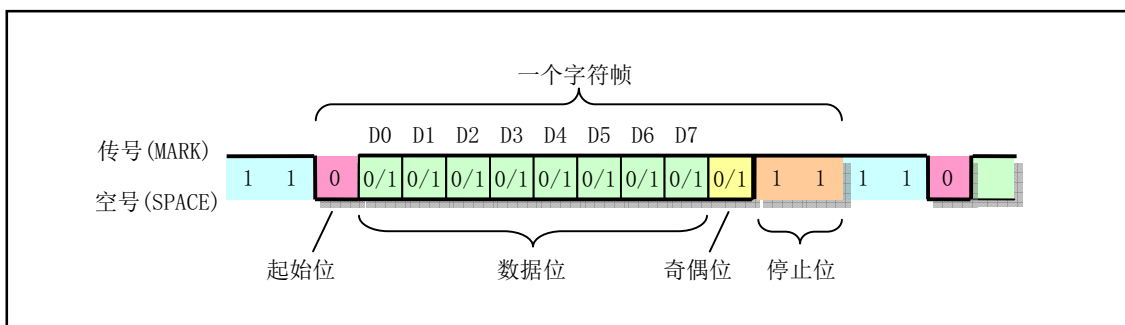 一个字符帧
D0 D1 D2 D3 D4 D5 D6 D7
传号(MARK)
1 1 0 0/1 0/1 0/1 0/1 0/1 0/1 0/1 0/1 0/1 1 1 1 1 0
空号(SPACE)
起始位 数据位 奇偶位 停止位